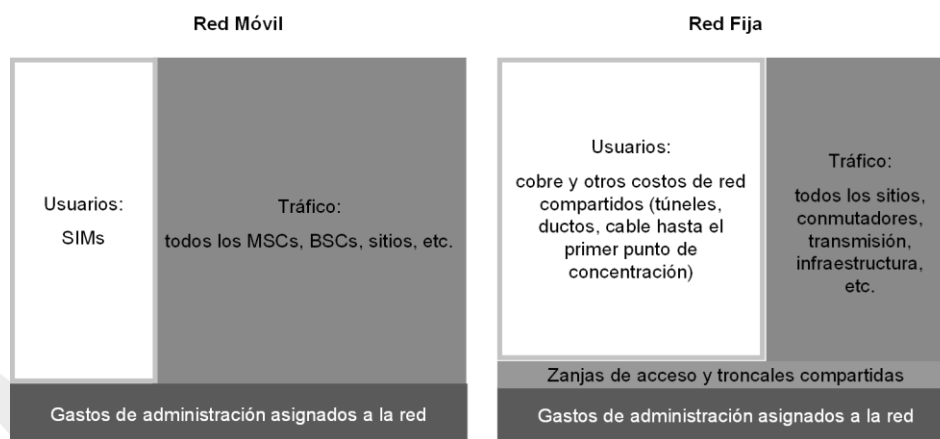 Red Móvil
Usuarios:
SIMs
Tráfico:
todos los MSCs, BSCs, sitios, etc.
Gastos de administración asignados a la red
Red Fija
Usuarios:
cobre y otros costos de red
compartidos (túneles,
ductos, cable hasta el
primer punto de
concentración)
Tráfico:
todos los sitios,
conmutadores,
transmisión,
infraestructura,
etc.
Zanjas de acceso y troncales compartidas
Gastos de administración asignados a la red